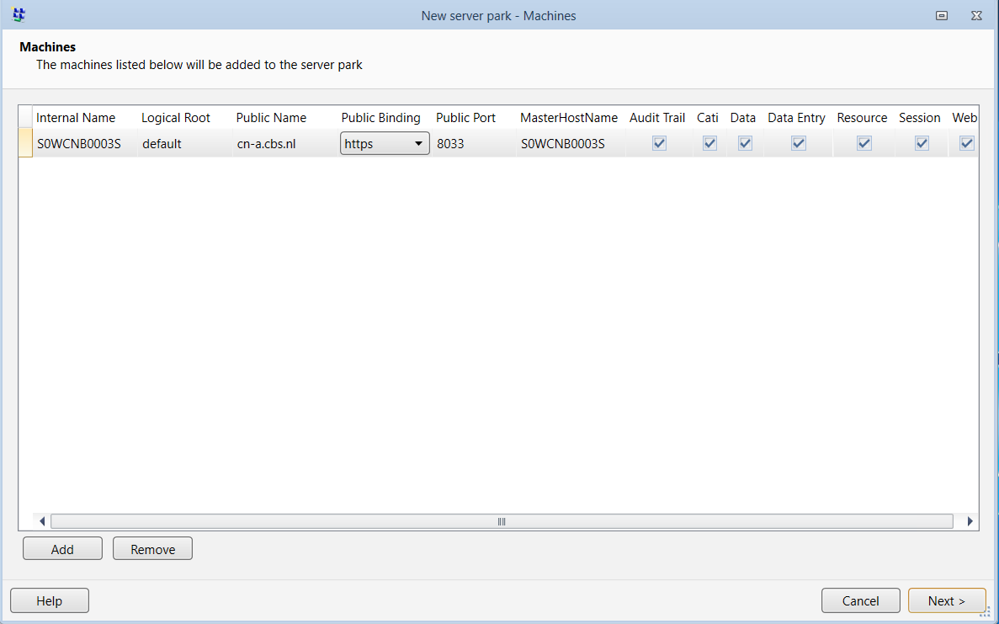 New server park - Machines
Machines
The machines listed below will be added to the server park
Internal Name Logical Root Public Name Public Binding Public Port MasterHostName Audit Trail Cati Data Data Entry Resource Session Web
S0WCNB0003S default cn-a.cbs.nl https 8033 S0WCNB0003S
Add Remove
Help Cancel Next >